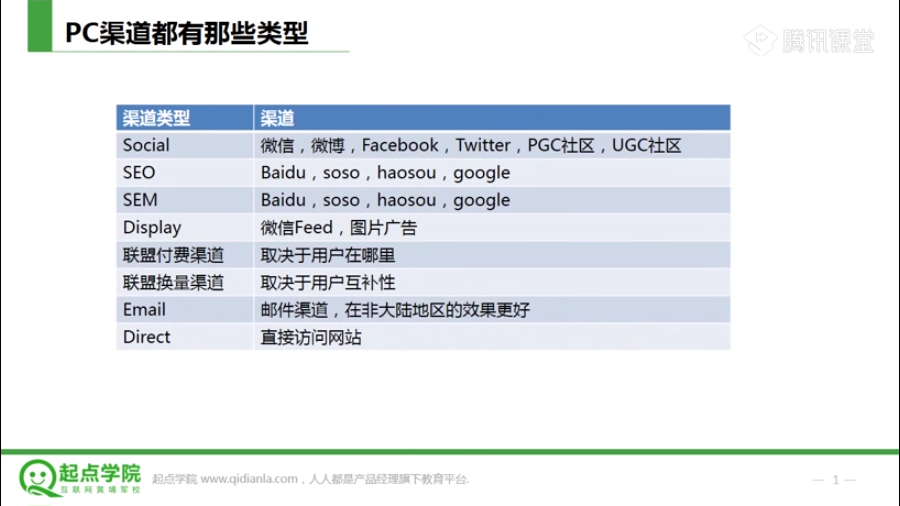 PC渠道都有那些类型
腾讯课堂
渠道类型 渠道
Social 微信，微博，Facebook，Twitter，PGC社区，UGC社区
SEO Baidu，soso，haosou，google
SEM Baidu，soso，haosou，google
Display 微信Feed，图片广告
联盟付费渠道 取决于用户在哪里
联盟换量渠道 取决于用户互补性
Email 邮件渠道，在非大陆地区的效果更好
Direct 直接访问网站
起点学院
互联网黄埔军校
起点学院 www.qidianla.com，人人都是产品经理旗下教育平台.
— 1 —